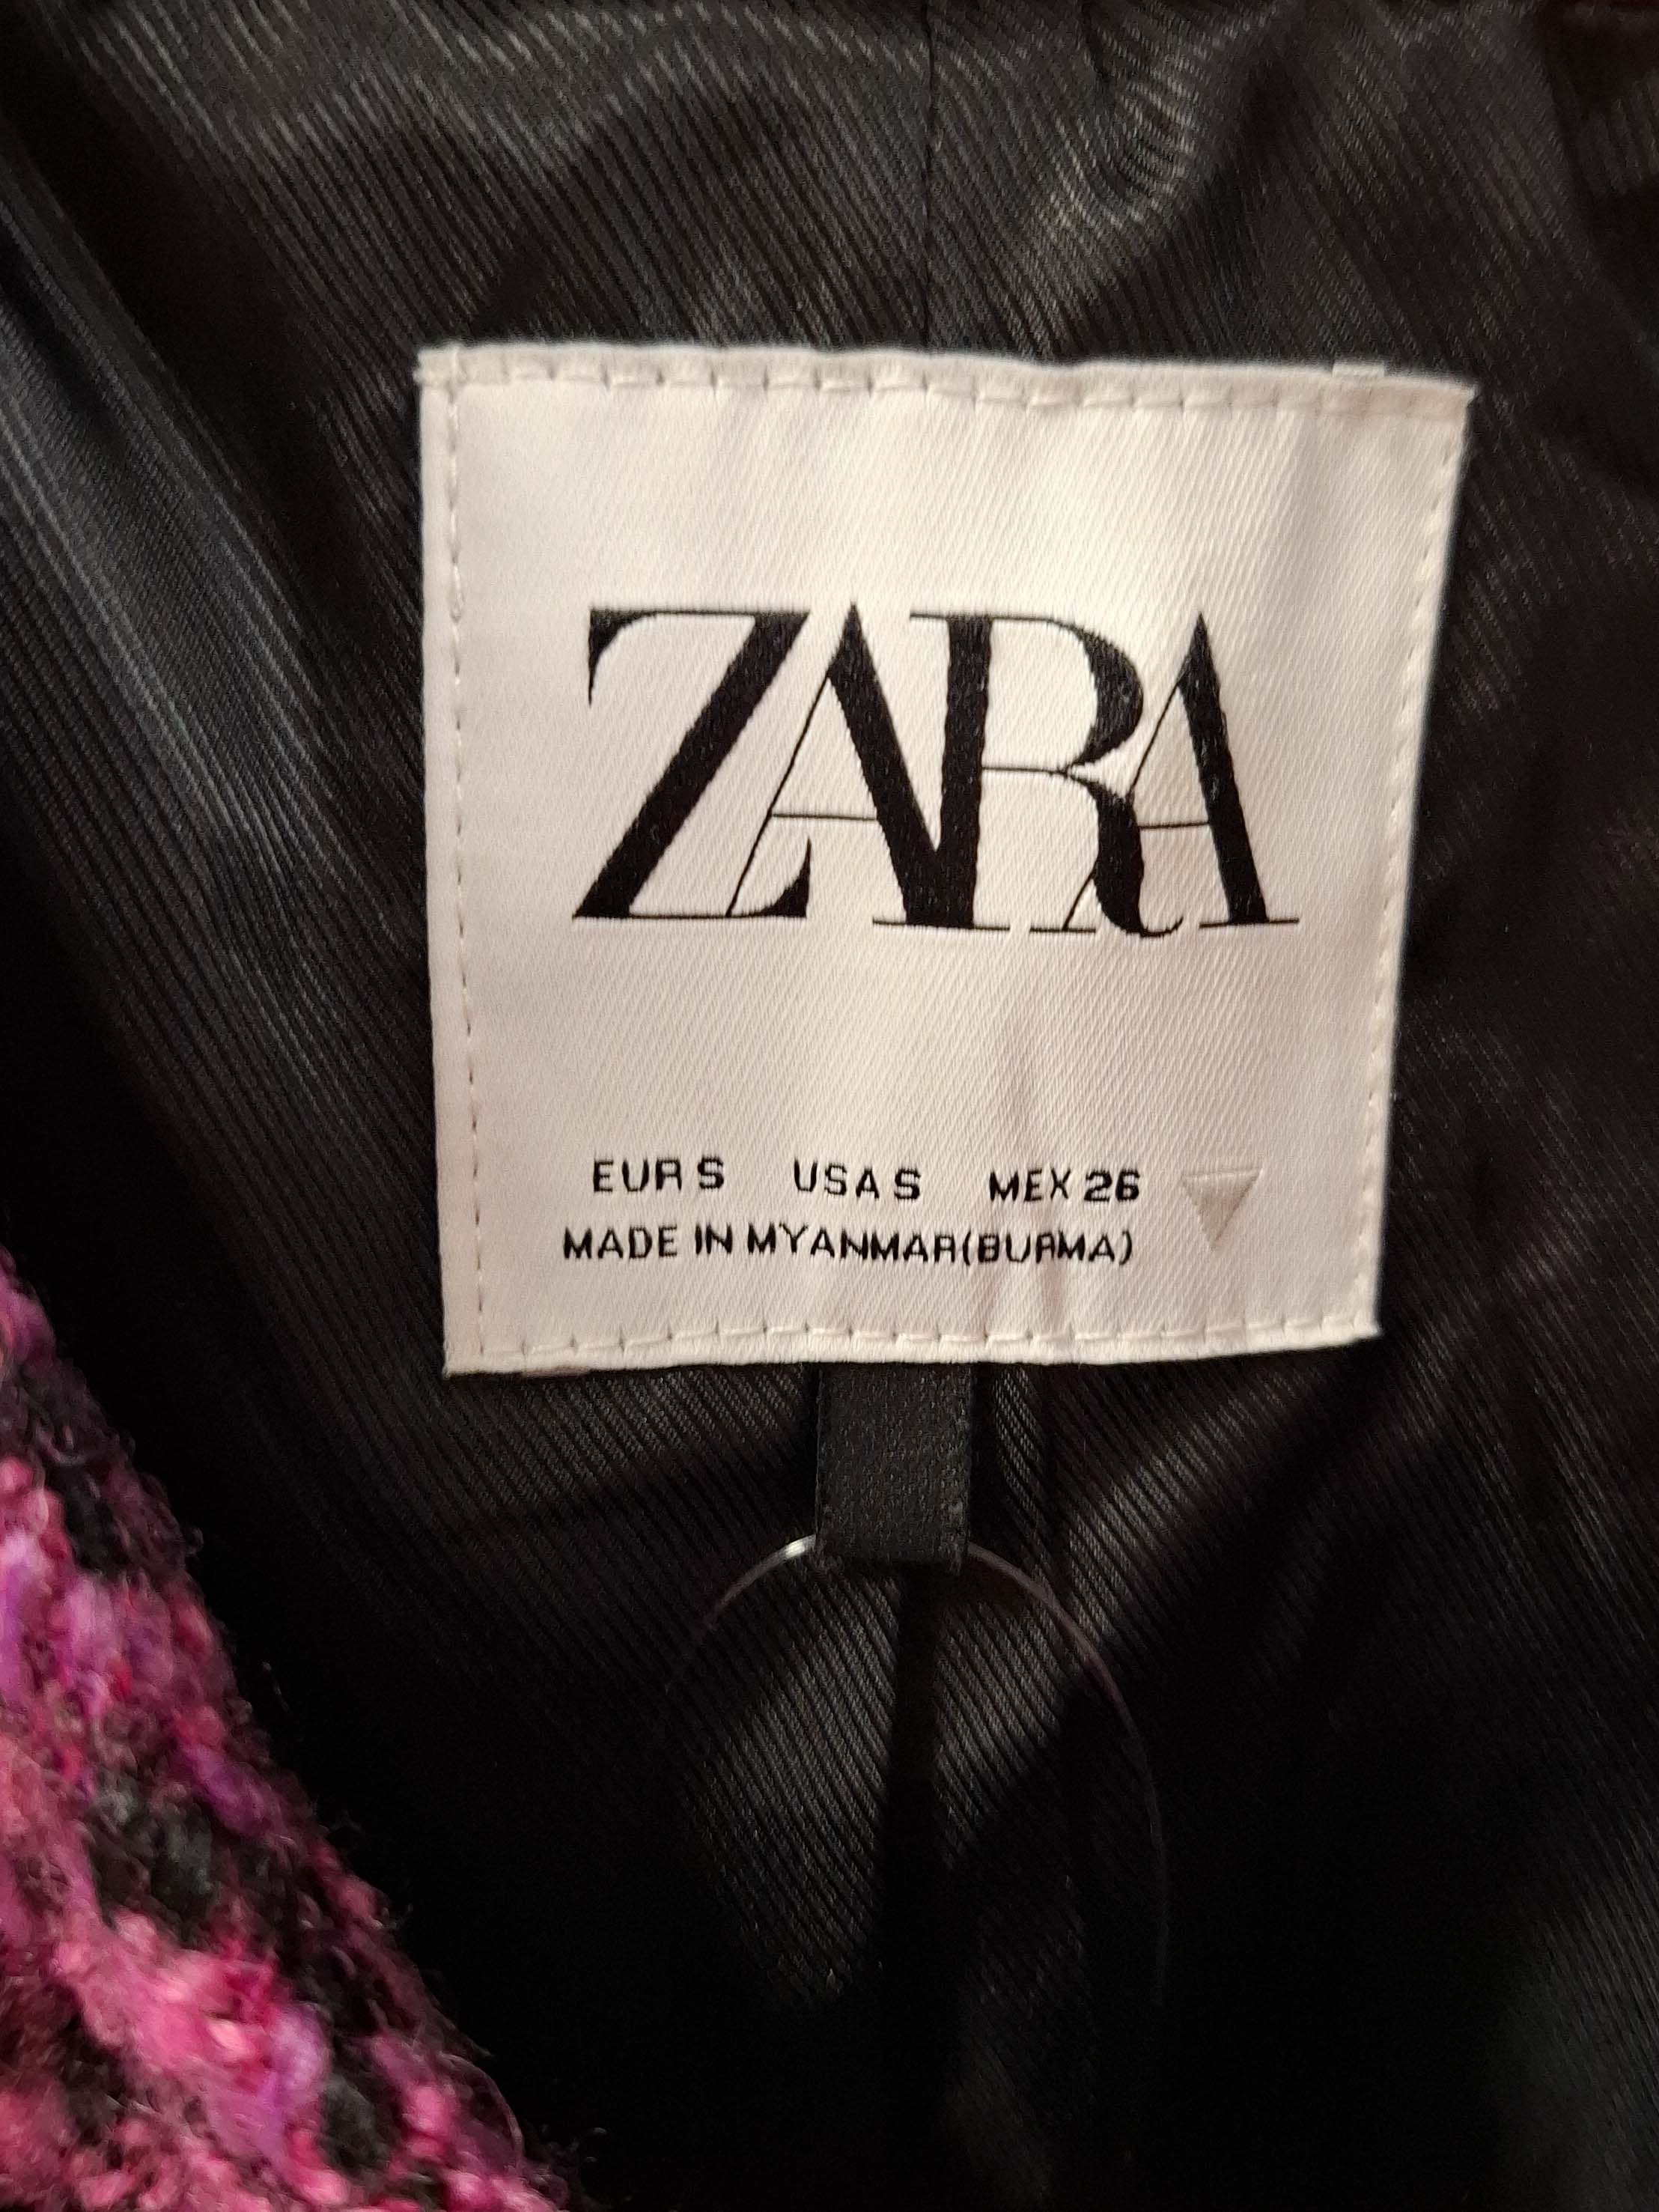 ZARA
EUR S USA S MEX 26
MADE IN MYANMAR(BURMA)